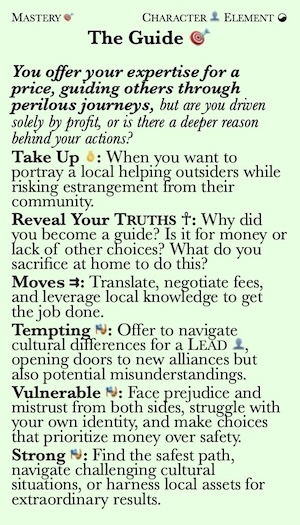 MASTERY🎯 CHARACTER 👤 ELEMENT ☯
The Guide 🎯
You offer your expertise for a
price, guiding others through
perilous journeys, but are you driven
solely by profit, or is there a deeper reason
behind your actions?
Take Up 👌: When you want to
portray a local helping outsiders while
risking estrangement from their
community.
Reveal Your TRUTHS ☥: Why did
you become a guide? Is it for money or
lack of other choices? What do you
sacrifice at home to do this?
Moves ⇉: Translate, negotiate fees,
and leverage local knowledge to get
the job done.
Tempting 🎭: Offer to navigate
cultural differences for a LEAD 👤,
opening doors to new alliances but
also potential misunderstandings.
Vulnerable 🎭: Face prejudice and
mistrust from both sides, struggle with
your own identity, and make choices
that prioritize money over safety.
Strong 🎭: Find the safest path,
navigate challenging cultural
situations, or harness local assets for
extraordinary results.